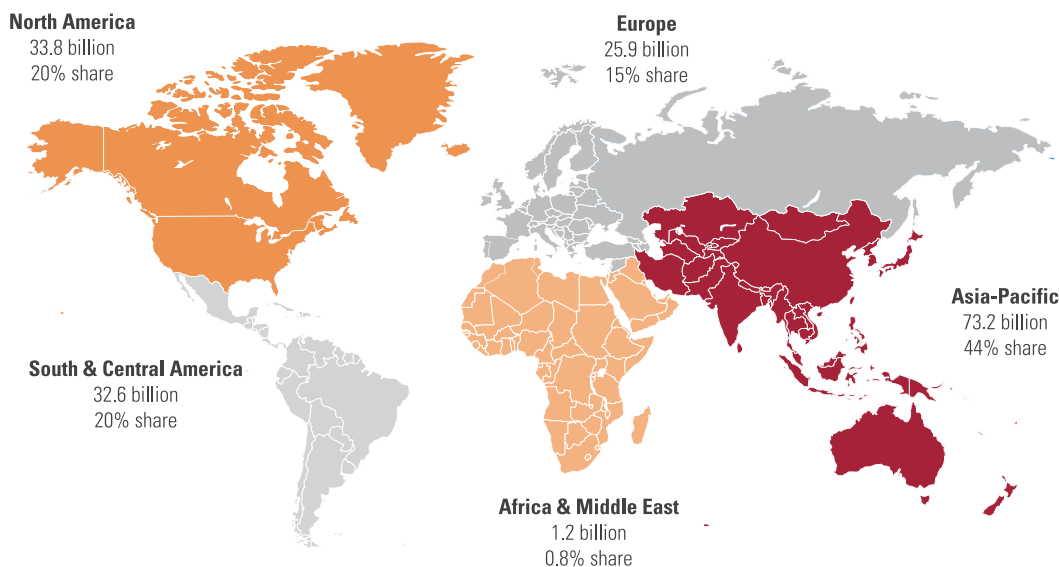 North America
33.8 billion
20% share
Europe
25.9 billion
15% share
Asia-Pacific
73.2 billion
44% share
South & Central America
32.6 billion
20% share
Africa & Middle East
1.2 billion
0.8% share